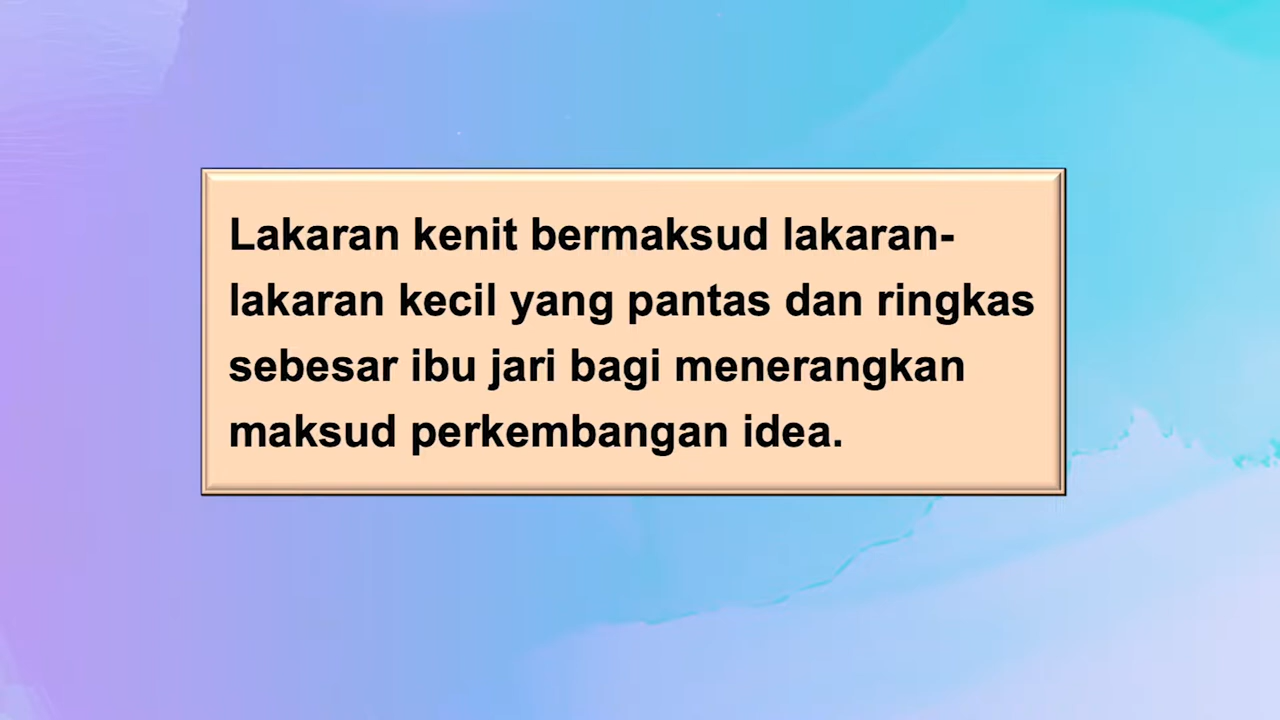 Lakaran kenit bermaksud lakaran-
lakaran kecil yang pantas dan ringkas
sebesar ibu jari bagi menerangkan
maksud perkembangan idea.